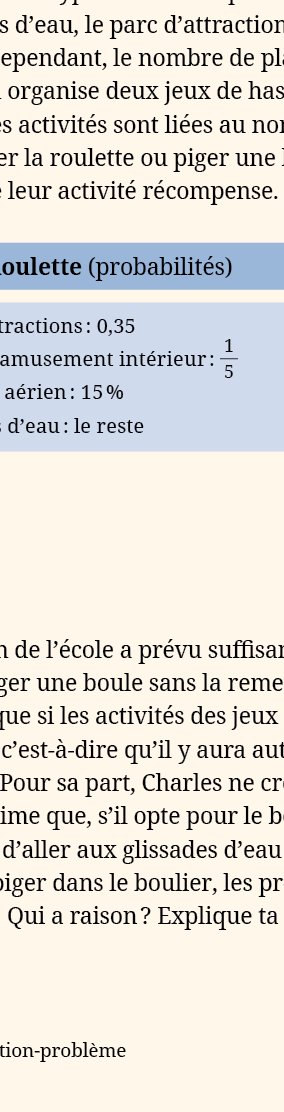 s d’eau, le parc d’attraction
ependant, le nombre de pla
organise deux jeux de has
es activités sont liées au nor
er la roulette ou piger une
leur activité récompense.
oulette (probabilités)
tractions : 0,35
amusement intérieur : 1/5
aérien : 15 %
s d’eau : le reste
n de l’école a prévu suffisan
ger une boule sans la reme
que si les activités des jeux
c’est-à-dire qu’il y aura aut
Pour sa part, Charles ne cr
ime que, s’il opte pour le b
d’aller aux glissades d’eau
piger dans le boulier, les pr
Qui a raison ? Explique ta
tion-problème